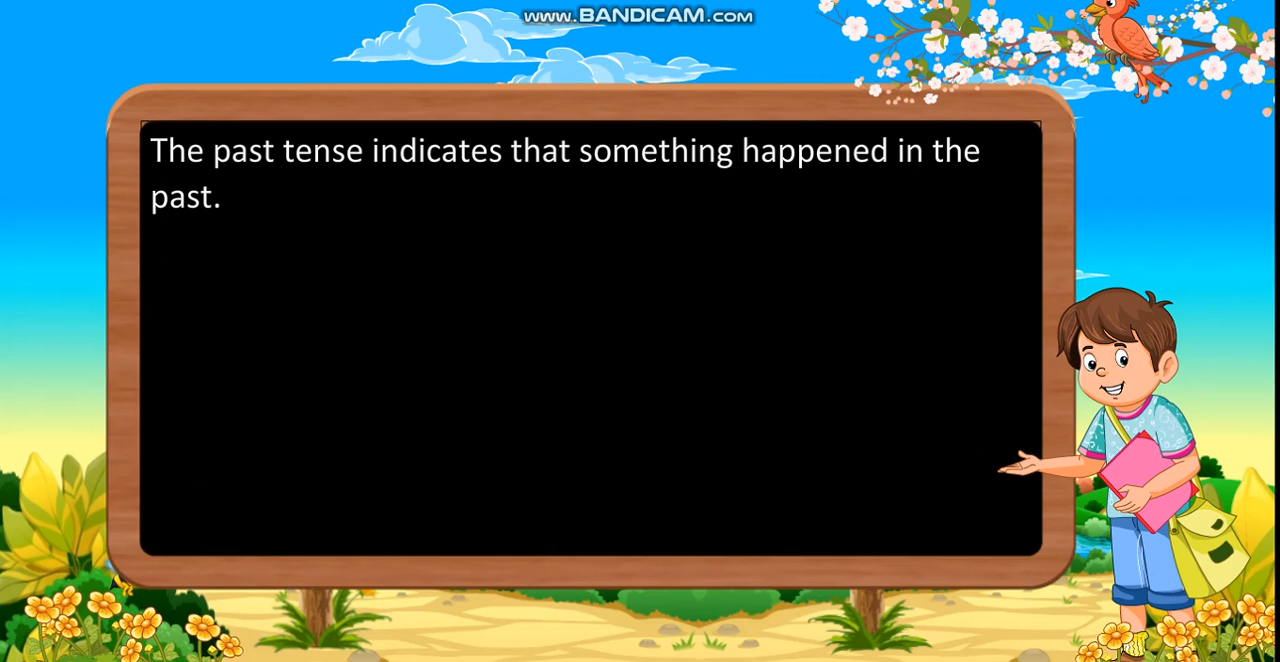 www.BANDICAM.com
The past tense indicates that something happened in the
past.